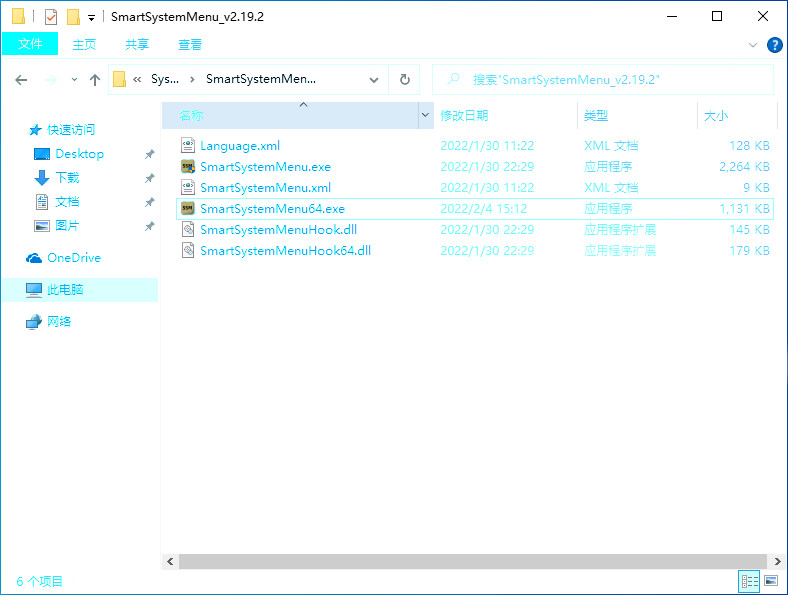 SmartSystemMenu_v2.19.2
文件 主页 共享 查看
« Sys... › SmartSystemMen... 搜索"SmartSystemMenu_v2.19.2"
名称 修改日期 类型 大小
快速访问
Desktop
下载
文档
图片
OneDrive
此电脑
网络
Language.xml 2022/1/30 11:22 XML 文档 128 KB
SmartSystemMenu.exe 2022/1/30 22:29 应用程序 2,264 KB
SmartSystemMenu.xml 2022/1/30 11:22 XML 文档 9 KB
SmartSystemMenu64.exe 2022/2/4 15:12 应用程序 1,131 KB
SmartSystemMenuHook.dll 2022/1/30 22:29 应用程序扩展 145 KB
SmartSystemMenuHook64.dll 2022/1/30 22:29 应用程序扩展 179 KB
6 个项目